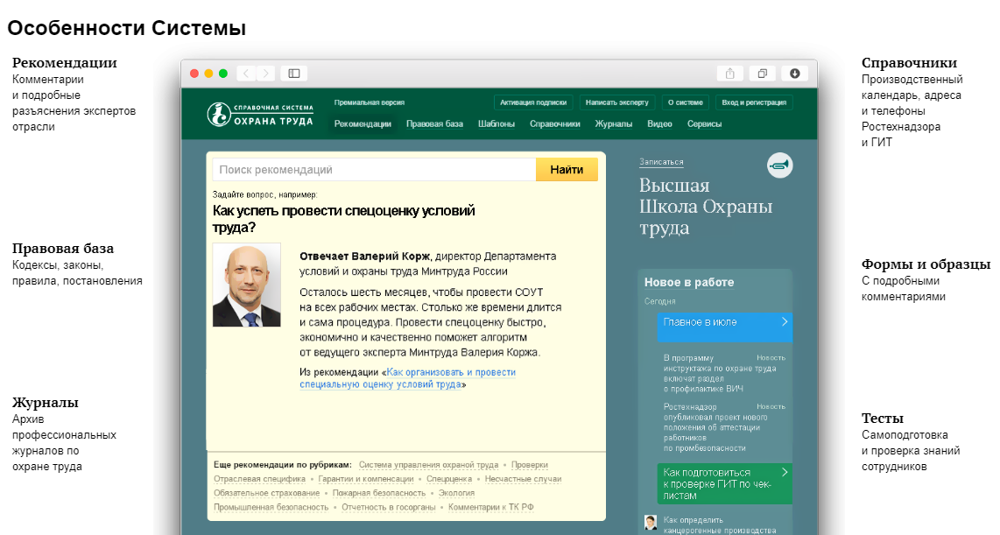 Особенности Системы
Рекомендации
Комментарии
и подробные
разъяснения экспертов
отрасли
Правовая база
Кодексы, законы,
правила, постановления
Журналы
Архив
профессиональных
журналов по
охране труда
СПРАВОЧНАЯ СИСТЕМА
ОХРАНА ТРУДА
Премиальная версия
Активация подписки
Написать эксперту
О системе
Вход и регистрация
Рекомендации Правовая база Шаблоны Справочники Журналы Видео Сервисы
Поиск рекомендаций
Найти
Задайте вопрос, например:
Как успеть провести спецоценку условий
труда?
Отвечает Валерий Корж, директор Департамента
условий и охраны труда Минтруда России
Осталось шесть месяцев, чтобы провести СОУТ
на всех рабочих местах. Столько же времени длится
и сама процедура. Провести спецоценку быстро,
экономично и качественно поможет алгоритм
от ведущего эксперта Минтруда Валерия Коржа.
Из рекомендации «Как организовать и провести
специальную оценку условий труда»
Еще рекомендации по рубрикам: Система управления охраной труда • Проверки
Отраслевая специфика • Гарантии и компенсации • Спецоценка • Несчастные случаи
Обязательное страхование • Пожарная безопасность • Экология
Промышленная безопасность • Отчетность в госорганы • Комментарии к ТК РФ
Записаться
Высшая
Школа Охраны
труда
Новое в работе
Сегодня
Главное в июле
В программу Новость
инструктажа по охране труда
включат раздел
о профилактике ВИЧ
Ростехнадзор Новость
опубликовал проект нового
положения об аттестации
работников
по промбезопасности
Как подготовиться
к проверке ГИТ по чек-
листам
Как определить
канцерогенные производства
Справочники
Производственный
календарь, адреса
и телефоны
Ростехнадзора
и ГИТ
Формы и образцы
С подробными
комментариями
Тесты
Самоподготовка
и проверка знаний
сотрудников